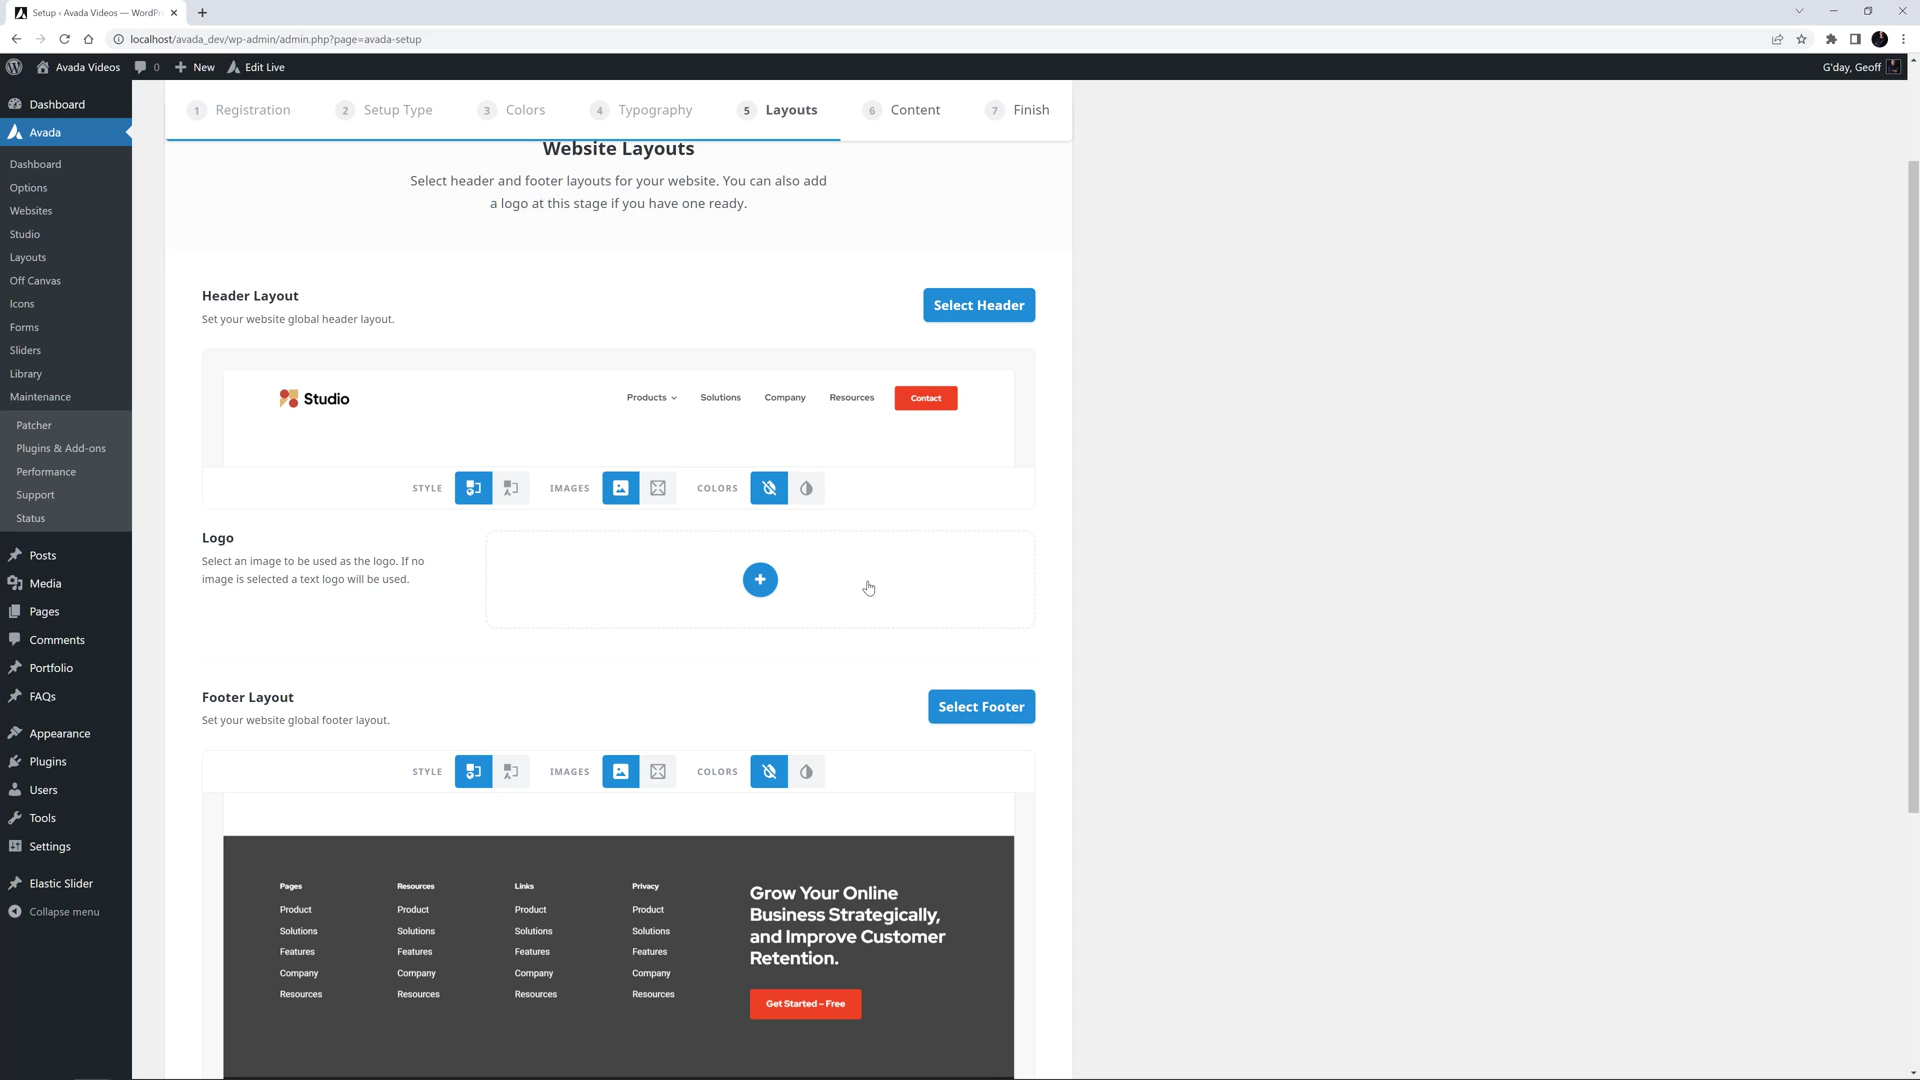 Setup ‹ Avada Videos — WordPr
localhost/avada_dev/wp-admin/admin.php?page=avada-setup
Avada Videos
0
New
Edit Live
G'day, Geoff
Dashboard
Avada
Dashboard
Options
Websites
Studio
Layouts
Off Canvas
Icons
Forms
Sliders
Library
Maintenance
Patcher
Plugins & Add-ons
Performance
Support
Status
Posts
Media
Pages
Comments
Portfolio
FAQs
Appearance
Plugins
Users
Tools
Settings
Elastic Slider
Collapse menu
1 Registration
2 Setup Type
3 Colors
4 Typography
5 Layouts
6 Content
7 Finish
Website Layouts
Select header and footer layouts for your website. You can also add
a logo at this stage if you have one ready.
Header Layout
Set your website global header layout.
Select Header
Studio
Products
Solutions
Company
Resources
Contact
STYLE
IMAGES
COLORS
Logo
Select an image to be used as the logo. If no
image is selected a text logo will be used.
Footer Layout
Set your website global footer layout.
Select Footer
STYLE
IMAGES
COLORS
Pages
Product
Solutions
Features
Company
Resources
Resources
Product
Solutions
Features
Company
Resources
Links
Product
Solutions
Features
Company
Resources
Privacy
Product
Solutions
Features
Company
Resources
Grow Your Online
Business Strategically,
and Improve Customer
Retention.
Get Started – Free